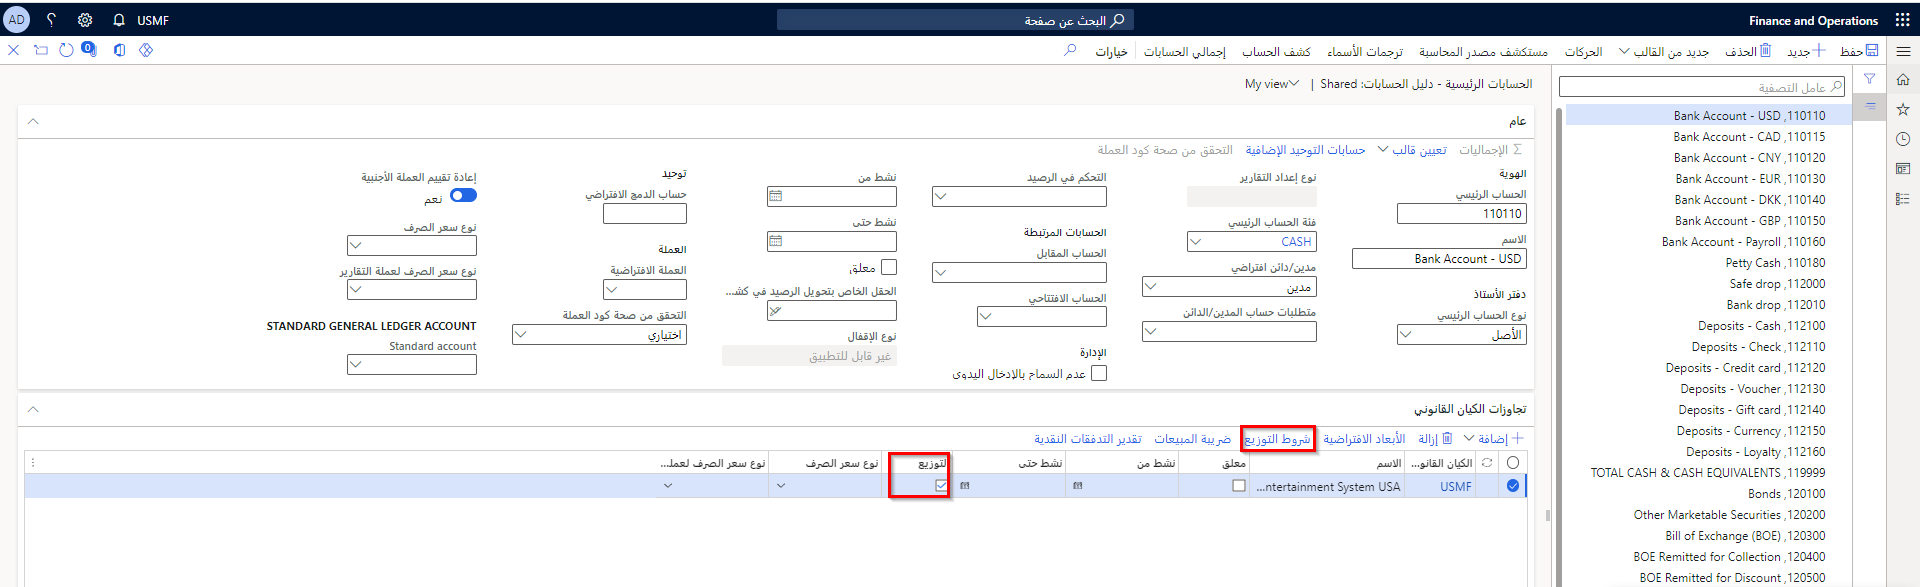 Finance and Operations
البحث عن صفحة
USMF
AD
حفظ
جديد
الحذف
جديد من القالب
الحركات
مستكشف مصدر المحاسبة
ترجمات الأسماء
كشف الحساب
إجمالي الحسابات
خيارات
0
عامل التصفية
110110, Bank Account - USD
110115, Bank Account - CAD
110120, Bank Account - CNY
110130, Bank Account - EUR
110140, Bank Account - DKK
110150, Bank Account - GBP
110160, Bank Account - Payroll
110180, Petty Cash
112000, Safe drop
112010, Bank drop
112100, Deposits - Cash
112110, Deposits - Check
112120, Deposits - Credit card
112130, Deposits - Voucher
112140, Deposits - Gift card
112150, Deposits - Currency
112160, Deposits - Loyalty
119999, TOTAL CASH & CASH EQUIVALENTS
120100, Bonds
120200, Other Marketable Securities
120300, Bill of Exchange (BOE)
120400, BOE Remitted for Collection
120500, BOE Remitted for Discount
الحسابات الرئيسية - دليل الحسابات: Shared | My view
عام
الإجماليات
تعيين قالب
حسابات التوحيد الإضافية
التحقق من صحة كود العملة
الهوية
الحساب الرئيسي
110110
الاسم
Bank Account - USD
دفتر الأستاذ
نوع الحساب الرئيسي
الأصل
نوع إعداد التقارير
فئة الحساب الرئيسي
CASH
مدين/دائن افتراضي
مدين
متطلبات حساب المدين/الدائن
التحكم في الرصيد
الحسابات المرتبطة
الحساب المقابل
الحساب الافتتاحي
الإدارة
عدم السماح بالإدخال اليدوي
نشط من
نشط حتى
معلق
الحقل الخاص بتحويل الرصيد في كش...
نوع الإقفال
غير قابل للتطبيق
توحيد
حساب الدمج الافتراضي
العملة
العملة الافتراضية
التحقق من صحة كود العملة
اختياري
إعادة تقييم العملة الأجنبية
نعم
نوع سعر الصرف
نوع سعر الصرف لعملة التقارير
STANDARD GENERAL LEDGER ACCOUNT
Standard account
تجاوزات الكيان القانوني
إضافة
إزالة
الأبعاد الافتراضية
شروط التوزيع
ضريبة المبيعات
تقدير التدفقات النقدية
الكيان القانو...
الاسم
معلق
نشط من
نشط حتى
لتوزيع
نوع سعر الصرف
نوع سعر الصرف لعمل...
USMF
ntertainment System USA...